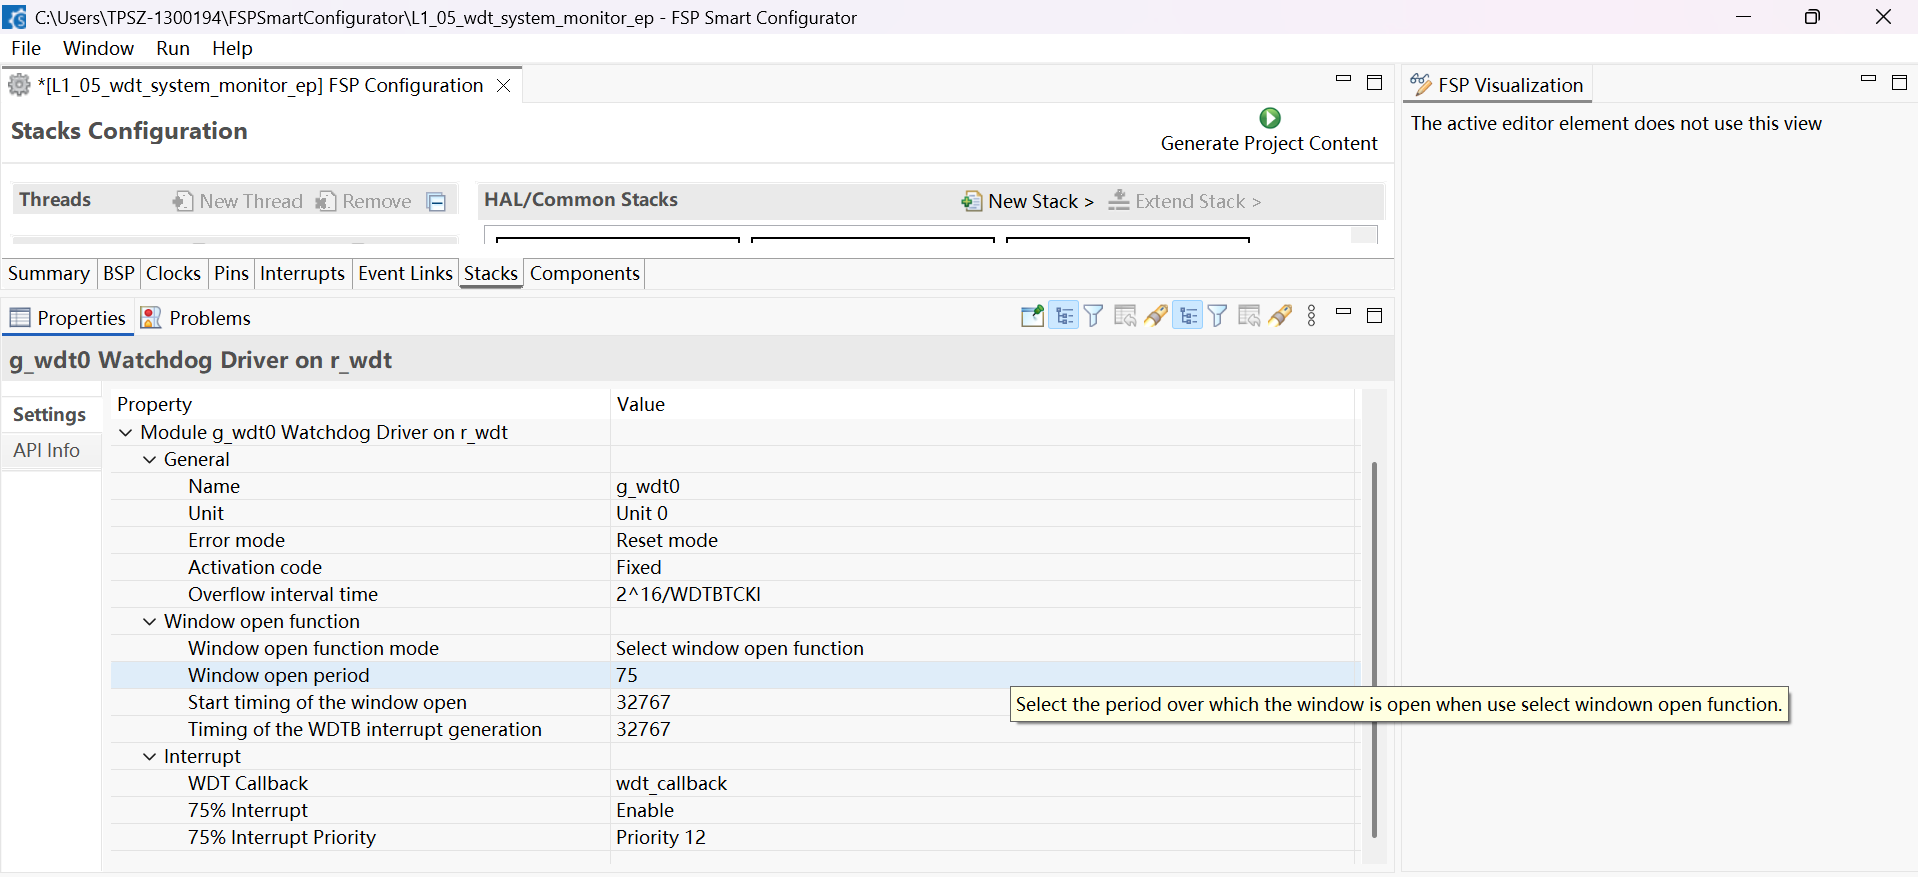 C:\Users\TPSZ-1300194\FSPSmartConfigurator\L1_05_wdt_system_monitor_ep - FSP Smart Configurator
File Window Run Help
*[L1_05_wdt_system_monitor_ep] FSP Configuration
FSP Visualization
Stacks Configuration
Generate Project Content
The active editor element does not use this view
Threads New Thread Remove
HAL/Common Stacks New Stack > Extend Stack >
Summary BSP Clocks Pins Interrupts Event Links Stacks Components
Properties Problems
g_wdt0 Watchdog Driver on r_wdt
Settings
API Info
Property Value
Module g_wdt0 Watchdog Driver on r_wdt
General
Name g_wdt0
Unit Unit 0
Error mode Reset mode
Activation code Fixed
Overflow interval time 2^16/WDTBTCKI
Window open function
Window open function mode Select window open function
Window open period 75
Start timing of the window open 32767
Select the period over which the window is open when use select windown open function.
Timing of the WDTB interrupt generation 32767
Interrupt
WDT Callback wdt_callback
75% Interrupt Enable
75% Interrupt Priority Priority 12